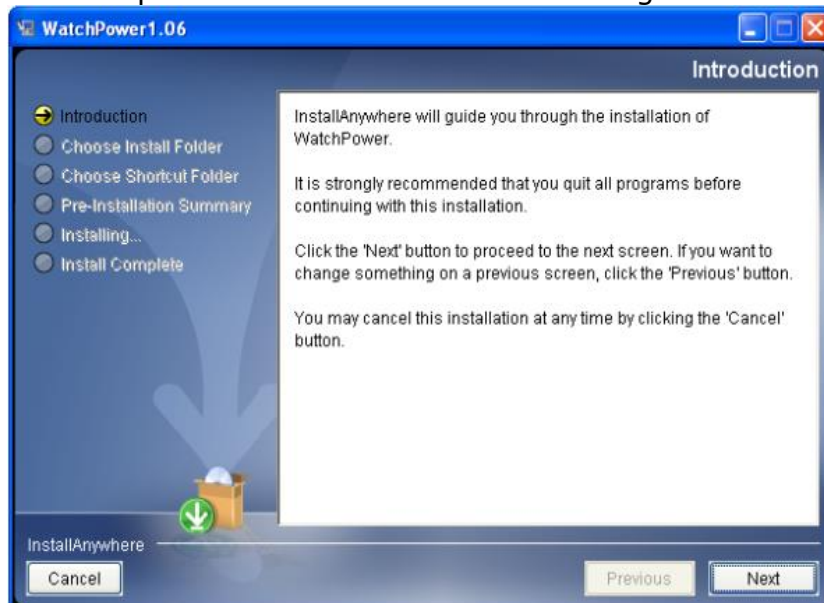 WatchPower1.06
Introduction
Introduction
Choose Install Folder
Choose Shortcut Folder
Pre-Installation Summary
Installing...
Install Complete
InstallAnywhere will guide you through the installation of
WatchPower.
It is strongly recommended that you quit all programs before
continuing with this installation.
Click the 'Next' button to proceed to the next screen. If you want to
change something on a previous screen, click the 'Previous' button.
You may cancel this installation at any time by clicking the 'Cancel'
button.
InstallAnywhere
Cancel
Previous
Next